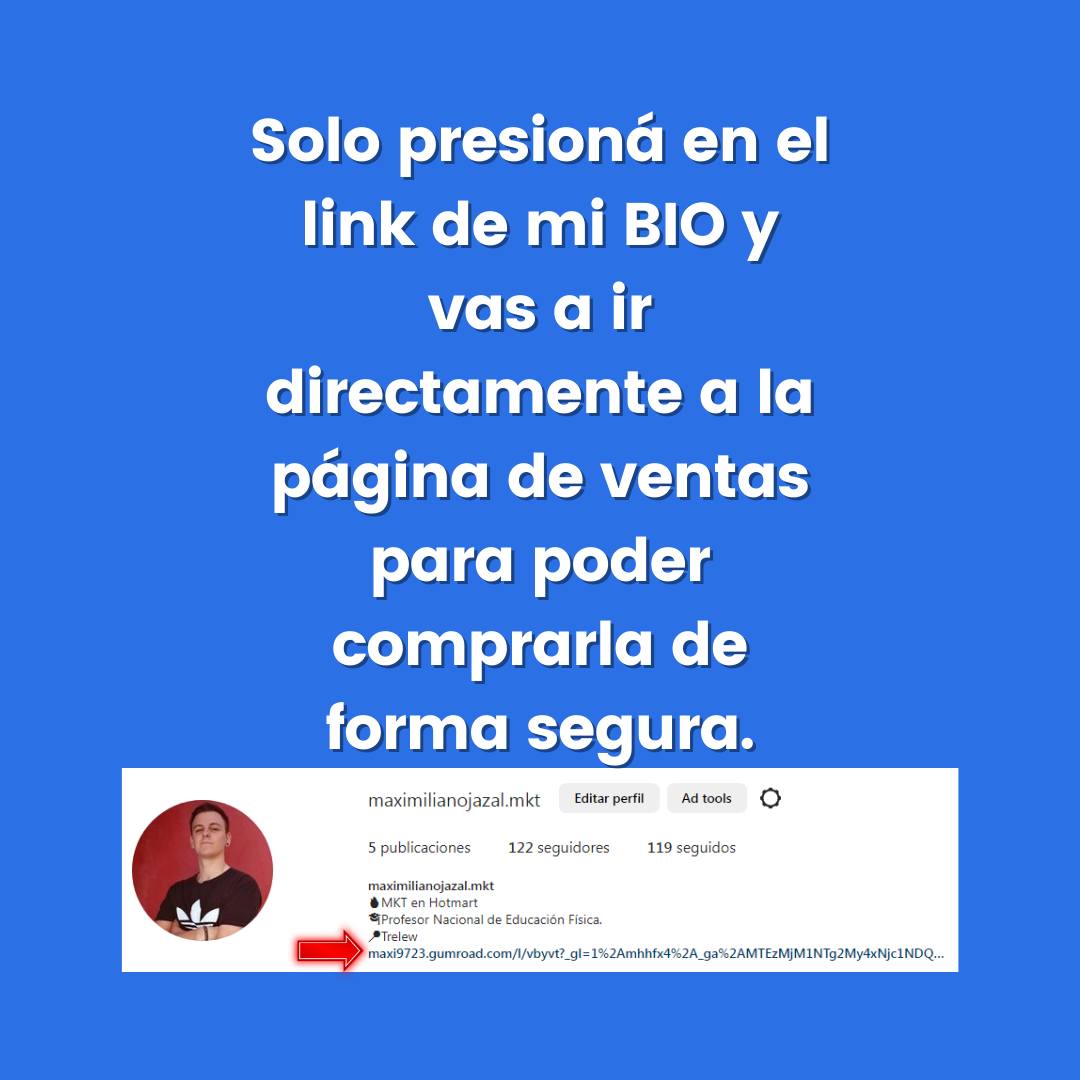 Solo presioná en el
link de mi BIO y
vas a ir
directamente a la
página de ventas
para poder
comprarla de
forma segura.
maximilianojazal.mkt Editar perfil Ad tools
5 publicaciones 122 seguidores 119 seguidos
maximilianojazal.mkt
MKT en Hotmart
Profesor Nacional de Educación Física.
Trelew
maxi9723.gumroad.com/l/vbyvt?_gl=1%2Amhhfx4%2A_ga%2AMTEzMjM1NTg2My4xNjc1NDQ...